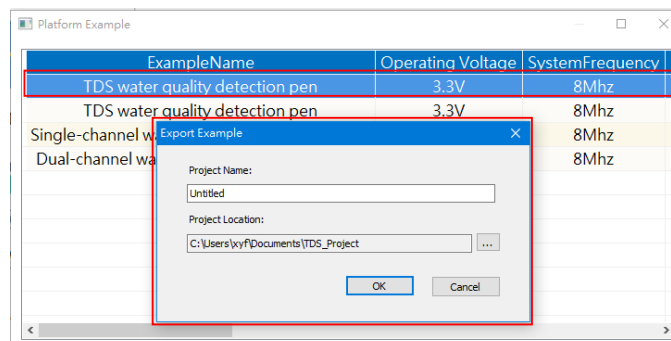 Platform Example
ExampleName Operating Voltage SystemFrequency
TDS water quality detection pen 3.3V 8Mhz
TDS water quality detection pen 3.3V 8Mhz
Single-channel w 8Mhz
Dual-channel wa 8Mhz
Export Example
Project Name:
Untitled
Project Location:
C:\Users\xyf\Documents\TDS_Project ...
OK Cancel